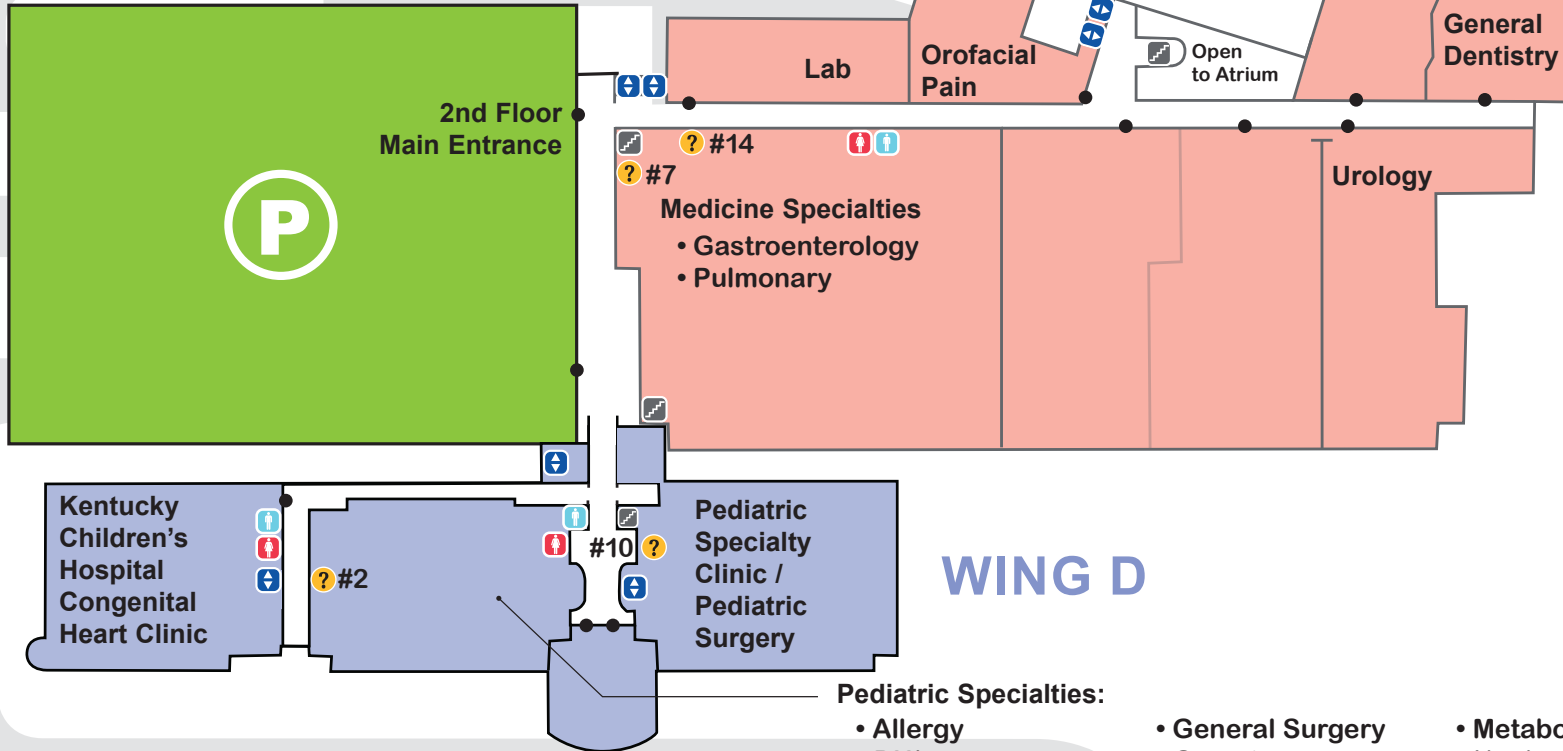 General
Dentistry
Orofacial
Pain
Open
to Atrium
Lab
2nd Floor
Main Entrance
? #14
? #7
Urology
P
Medicine Specialties
• Gastroenterology
• Pulmonary
Kentucky
Children's
Hospital
Congenital
Heart Clinic
? #2
#10 ?
Pediatric
Specialty
Clinic /
Pediatric
Surgery
WING D
Pediatric Specialties:
• Allergy
• General Surgery